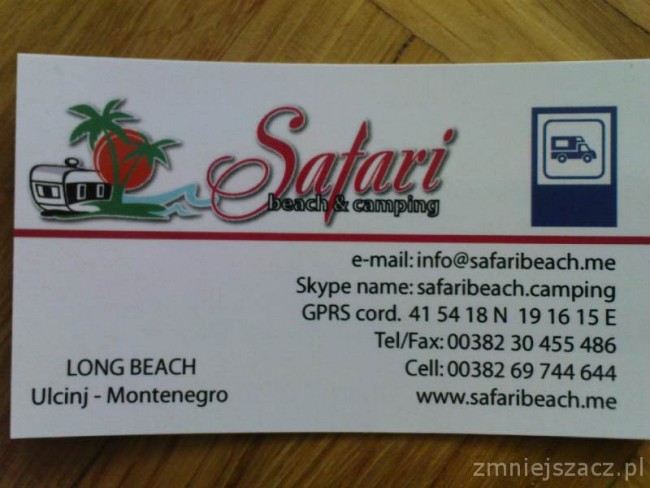 Safari
beach & camping
e-mail: info@safaribeach.me
Skype name: safaribeach.camping
GPRS cord. 41 54 18 N 19 16 15 E
Tel/Fax: 00382 30 455 486
Cell: 00382 69 744 644
www.safaribeach.me
LONG BEACH
Ulcinj - Montenegro
zmniejszacz.pl